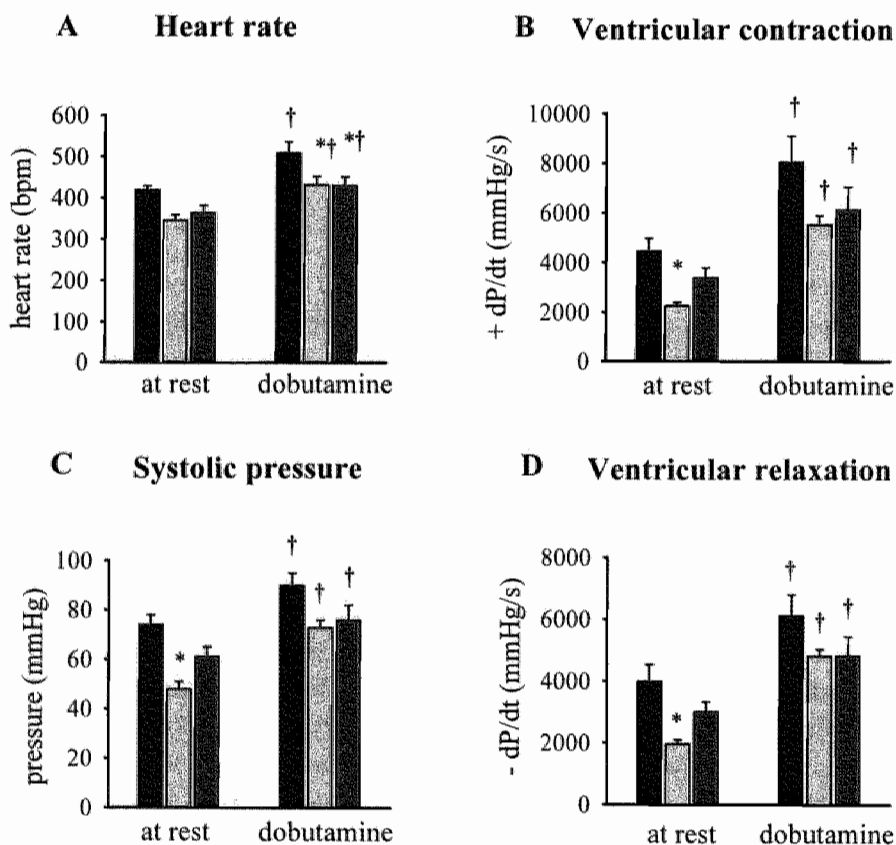 A Heart rate
600
500
400
300
200
100
0
heart rate (bpm)
†
*†
*†
at rest
dobutamine
B Ventricular contraction
10000
8000
6000
4000
2000
0
+ dP/dt (mmHg/s)
*
†
†
†
at rest
dobutamine
C Systolic pressure
100
80
60
40
20
0
pressure (mmHg)
*
†
†
†
at rest
dobutamine
D Ventricular relaxation
8000
6000
4000
2000
0
- dP/dt (mmHg/s)
*
†
†
†
at rest
dobutamine